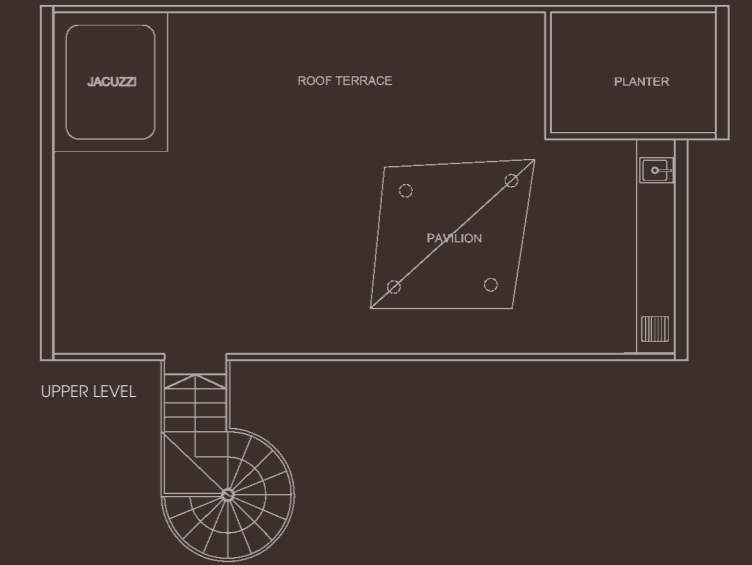 JACUZZI
ROOF TERRACE
PLANTER
PAVILION
UPPER LEVEL